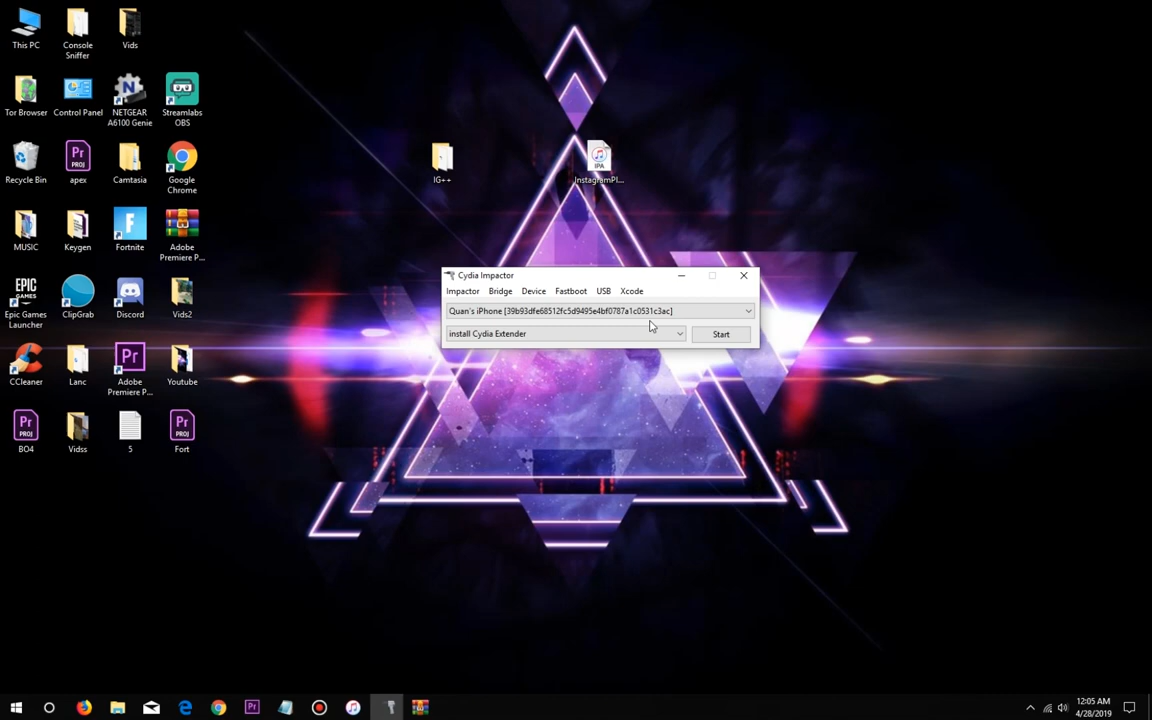 This PC
Console
Sniffer
Vids
Tor Browser
Control Panel
NETGEAR
A6100 Genie
Streamlabs
OBS
Recycle Bin
apex
Camtasia
Google
Chrome
MUSIC
Keygen
Fortnite
Adobe
Premiere P...
Epic Games
Launcher
ClipGrab
Discord
Vids2
CCleaner
Lanc
Adobe
Premiere P...
Youtube
BO4
Vidss
5
Fort
IG++
IPA
InstagramPl...
Cydia Impactor
Impactor Bridge Device Fastboot USB Xcode
Quan's iPhone [39b93dfe68512fc5d9495e4bf0787a1c0531c3ac]
install Cydia Extender
Start
12:05 AM
4/28/2019